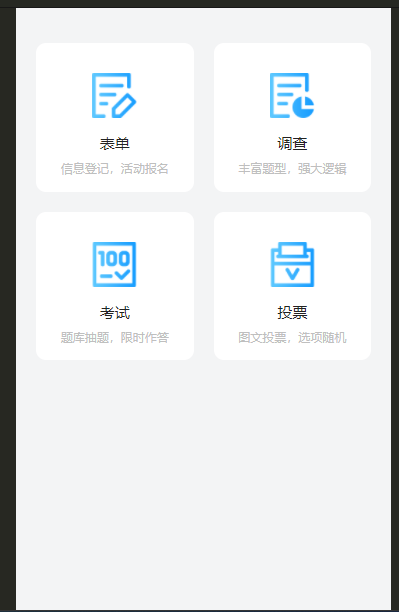 表单
信息登记，活动报名
调查
丰富题型，强大逻辑
100
考试
题库抽题，限时作答
投票
图文投票，选项随机